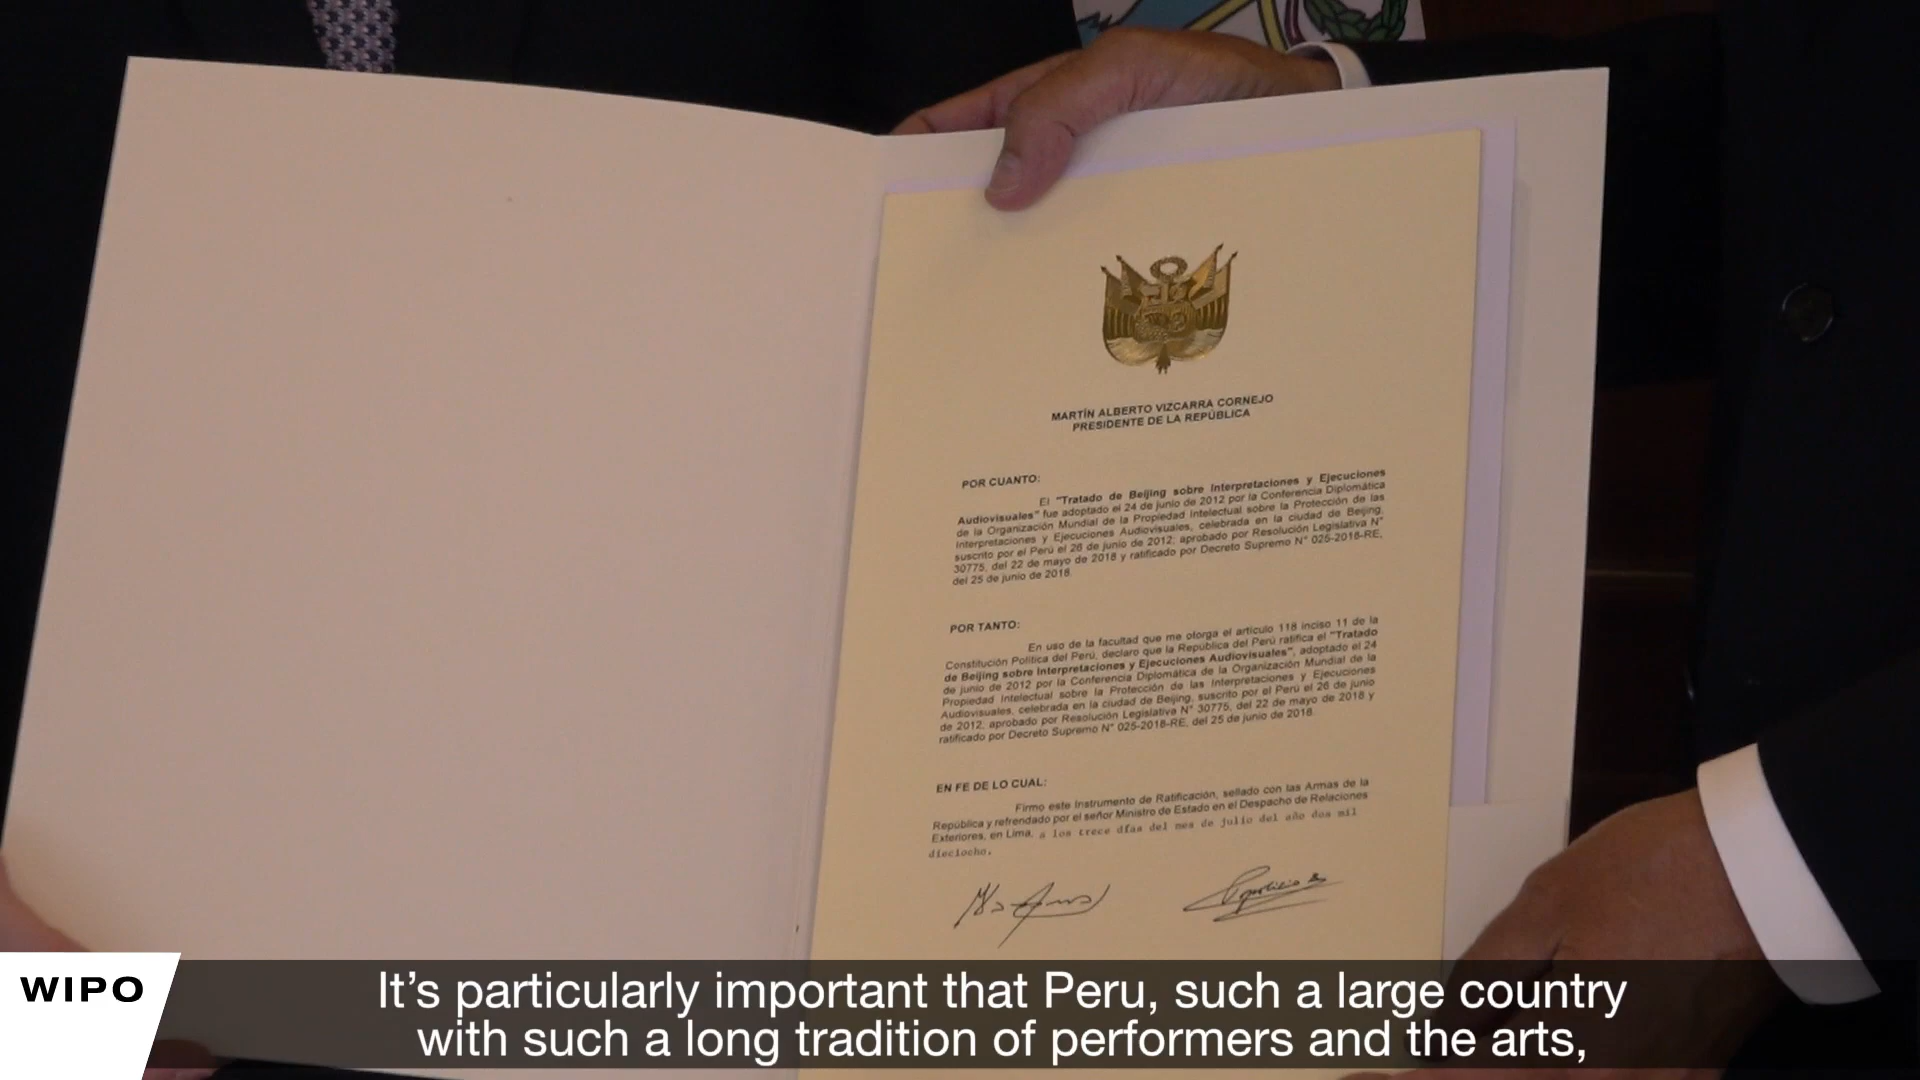 MARTÍN ALBERTO VIZCARRA CORNEJO
PRESIDENTE DE LA REPÚBLICA
POR CUANTO:
El "Tratado de Beijing sobre Interpretaciones y Ejecuciones
Audiovisuales" fue adoptado el 24 de junio de 2012 por la Conferencia Diplomática
de la Organización Mundial de la Propiedad Intelectual sobre la Protección de las
Interpretaciones y Ejecuciones Audiovisuales, celebrada en la ciudad de Beijing,
suscrito por el Perú el 26 de junio de 2012; aprobado por Resolución Legislativa N°
30775, del 22 de mayo de 2018 y ratificado por Decreto Supremo N° 025-2018-RE,
del 25 de junio de 2018.
POR TANTO:
En uso de la facultad que me otorga el artículo 118 inciso 11 de la
Constitución Política del Perú, declaro que la República del Perú ratifica el "Tratado
de Beijing sobre Interpretaciones y Ejecuciones Audiovisuales", adoptado el 24
de junio de 2012 por la Conferencia Diplomática de la Organización Mundial de la
Propiedad Intelectual sobre la Protección de las Interpretaciones y Ejecuciones
Audiovisuales, celebrada en la ciudad de Beijing, suscrito por el Perú el 26 de junio
de 2012; aprobado por Resolución Legislativa N° 30775, del 22 de mayo de 2018 y
ratificado por Decreto Supremo N° 025-2018-RE, del 25 de junio de 2018.
EN FE DE LO CUAL:
Firmo este Instrumento de Ratificación, sellado con las Armas de la
República y refrendado por el señor Ministro de Estado en el Despacho de Relaciones
Exteriores, en Lima, a los trece días del mes de julio del año dos mil
dieciocho.
WIPO
It's particularly important that Peru, such a large country
with such a long tradition of performers and the arts,